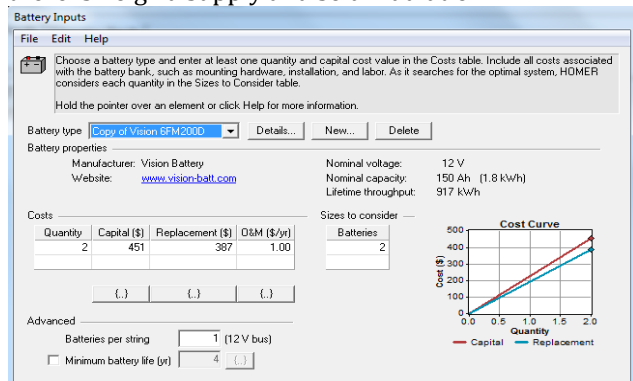 Battery Inputs
File Edit Help
Choose a battery type and enter at least one quantity and capital cost value in the Costs table. Include all costs associated
with the battery bank, such as mounting hardware, installation, and labor. As it searches for the optimal system, HOMER
considers each quantity in the Sizes to Consider table.
Hold the pointer over an element or click Help for more information.
Battery type Copy of Vision 6FM200D Details... New... Delete
Battery properties
Manufacturer: Vision Battery Nominal voltage: 12 V
Website: www.vision-batt.com Nominal capacity: 150 Ah (1.8 kWh)
Lifetime throughput: 917 kWh
Costs
Quantity Capital ($) Replacement ($) O&M ($/yr)
2 451 387 1.00
{..} {..} {..}
Sizes to consider
Batteries
2
Cost Curve
500
400
300
200
100
0
Cost ($)
0.0 0.5 1.0 1.5 2.0
Quantity
Capital Replacement
Advanced
Batteries per string 1 (12 V bus)
Minimum battery life (yr) 4 {..}